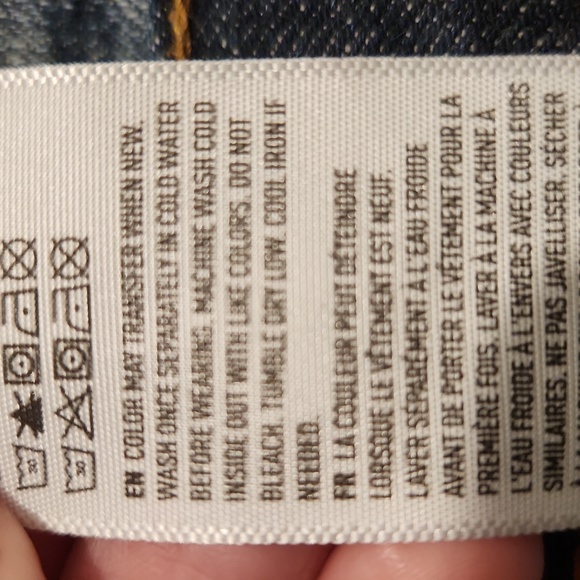 30
30
EN COLOR MAY TRANSFER WHEN NEW.
WASH ONCE SEPARATELY IN COLD WATER
BEFORE WEARING. MACHINE WASH COLD
INSIDE OUT WITH LIKE COLORS. DO NOT
BLEACH. TUMBLE DRY LOW. COOL IRON IF
NEEDED.
FR LA COULEUR PEUT DÉTEINDRE
LORSQUE LE VÊTEMENT EST NEUF.
LAVER SÉPARÉMENT À L'EAU FROIDE
AVANT DE PORTER LE VÊTEMENT POUR LA
PREMIÈRE FOIS. LAVER À LA MACHINE À
L'EAU FROIDE À L'ENVERS AVEC COULEURS
SIMILAIRES. NE PAS JAVELLISER. SÉCHER